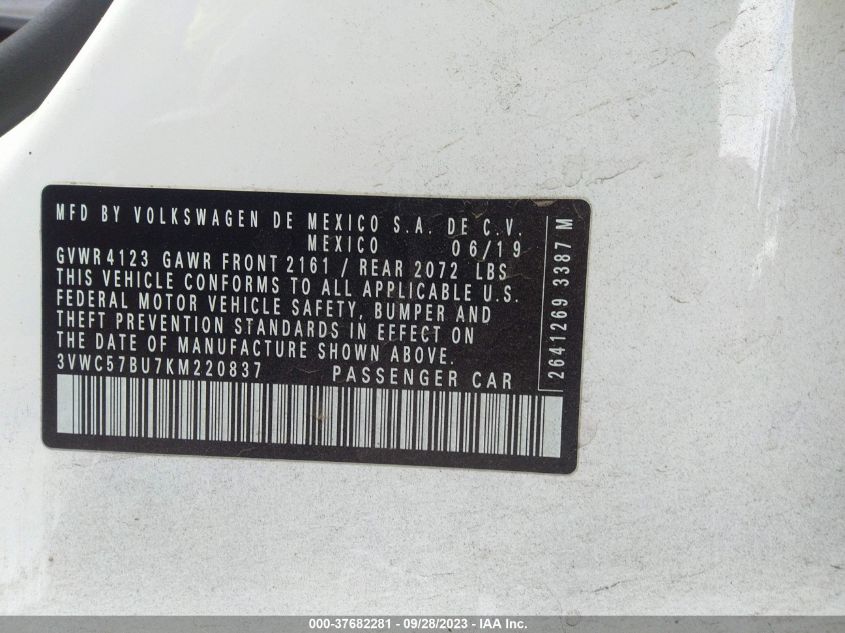 MFD BY VOLKSWAGEN DE MEXICO S.A. DE C.V.
MEXICO 06/19
GVWR 4123 GAWR FRONT 2161 / REAR 2072 LBS
THIS VEHICLE CONFORMS TO ALL APPLICABLE U.S.
FEDERAL MOTOR VEHICLE SAFETY, BUMPER AND
THEFT PREVENTION STANDARDS IN EFFECT ON
THE DATE OF MANUFACTURE SHOWN ABOVE.
3VWC57BU7KM220837 PASSENGER CAR
2641269 3387 M
000-37682281 - 09/28/2023 - IAA Inc.